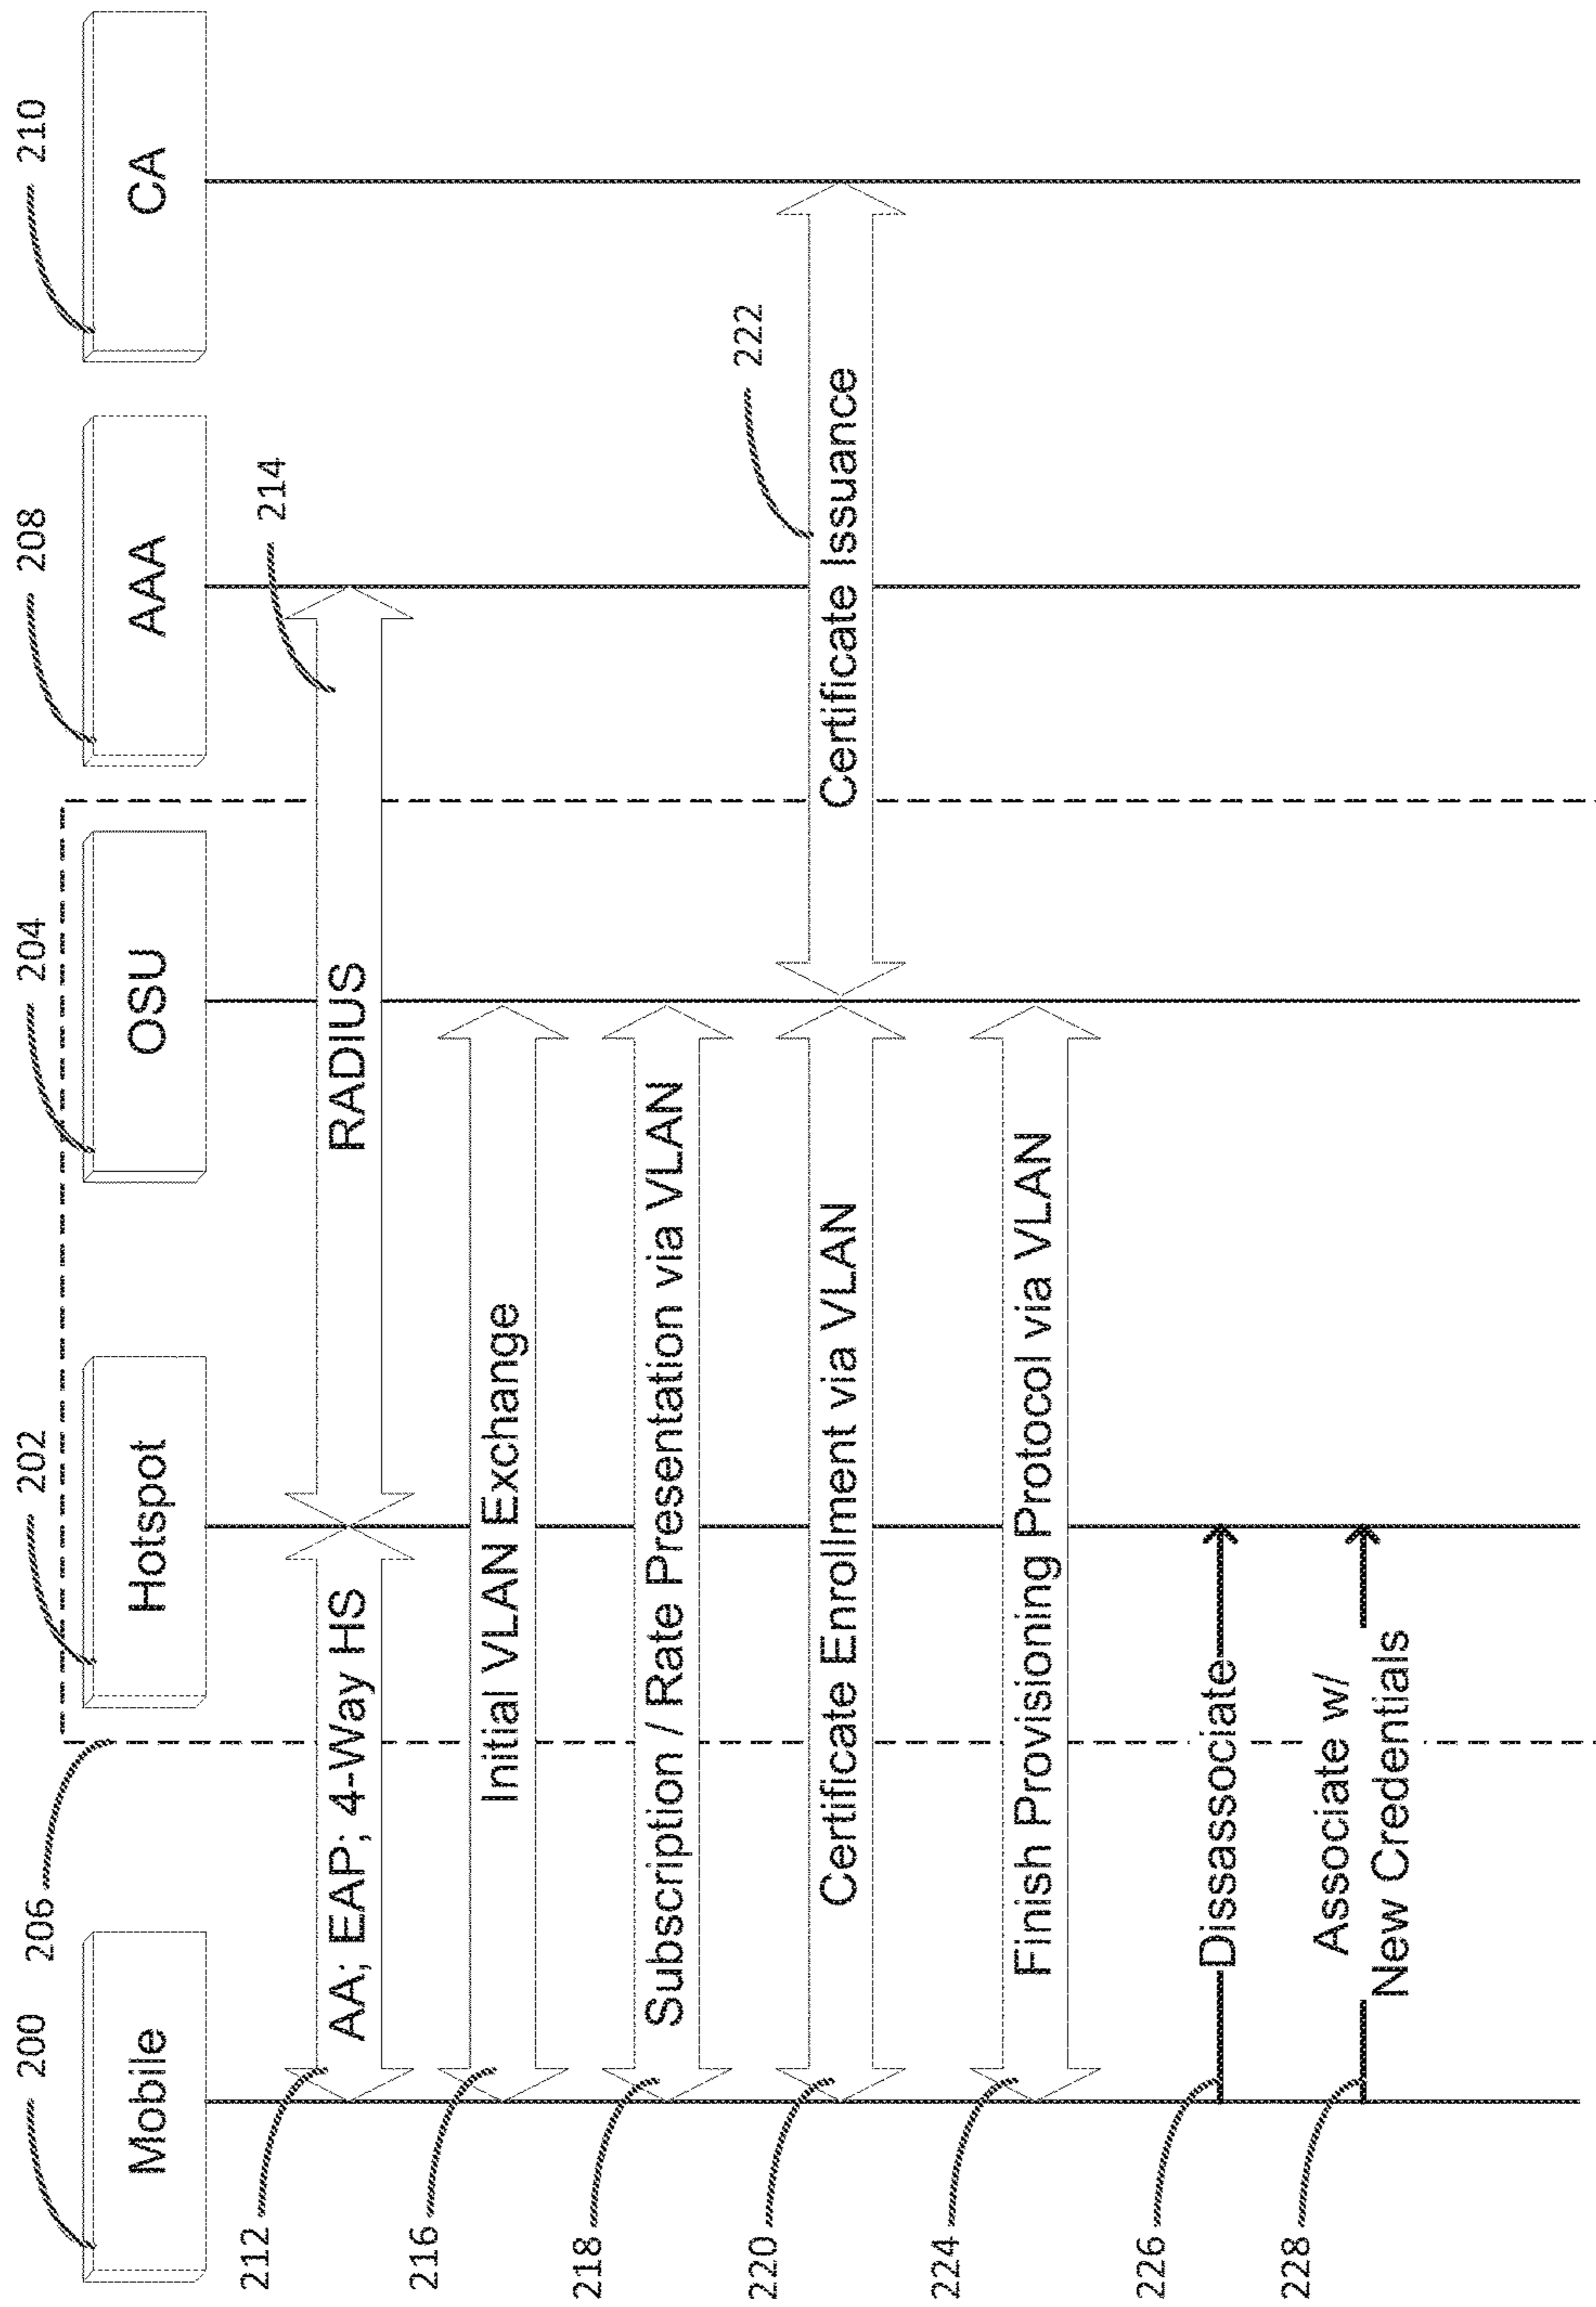 200
206
202
204
208
210
Mobile
Hotspot
OSU
AAA
CA
212
AA; EAP; 4-Way HS
RADIUS
214
216
Initial VLAN Exchange
218
Subscription / Rate Presentation via VLAN
220
Certificate Enrollment via VLAN
Certificate Issuance
222
224
Finish Provisioning Protocol via VLAN
226
Dissassociate
228
Associate w/
New Credentials